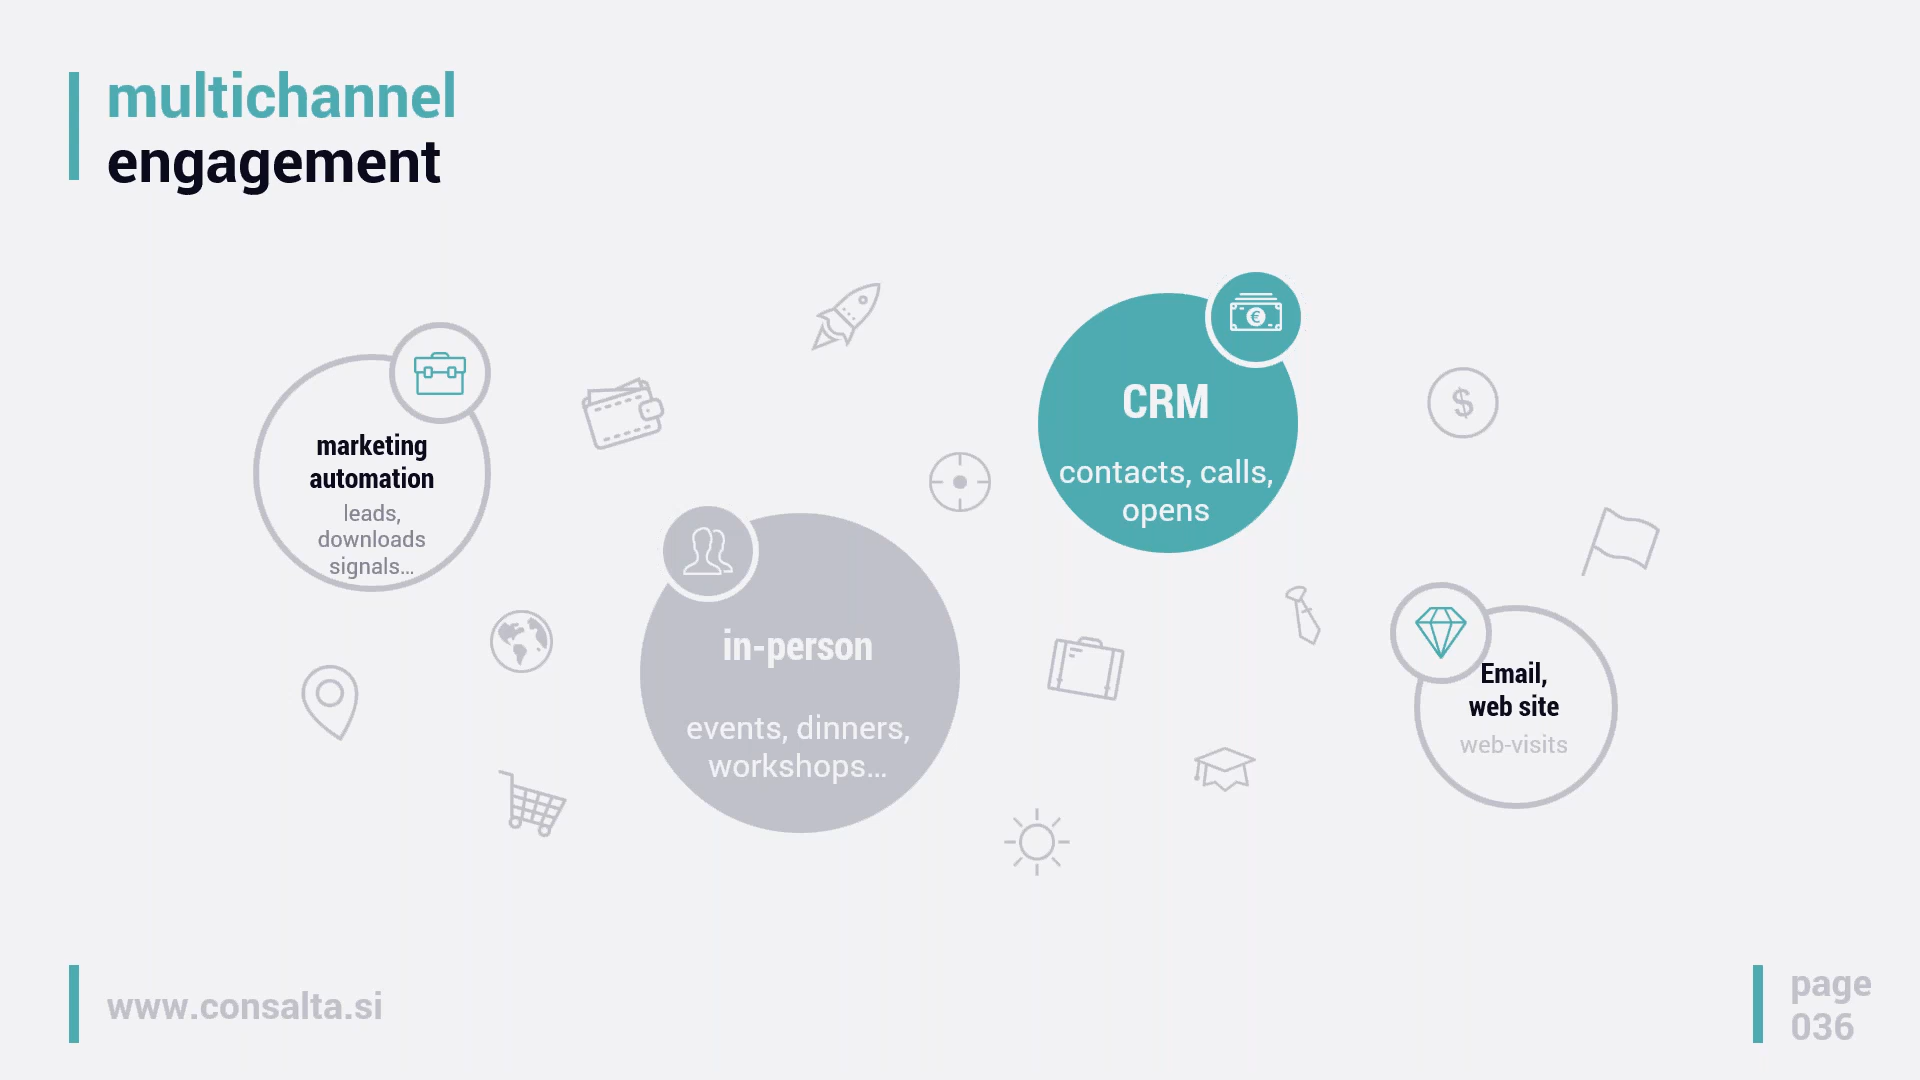 multichannel
engagement
marketing
automation
leads,
downloads
signals...
in-person
events, dinners,
workshops...
CRM
contacts, calls,
opens
€
$
Email,
web site
web-visits
www.consalta.si
page
036